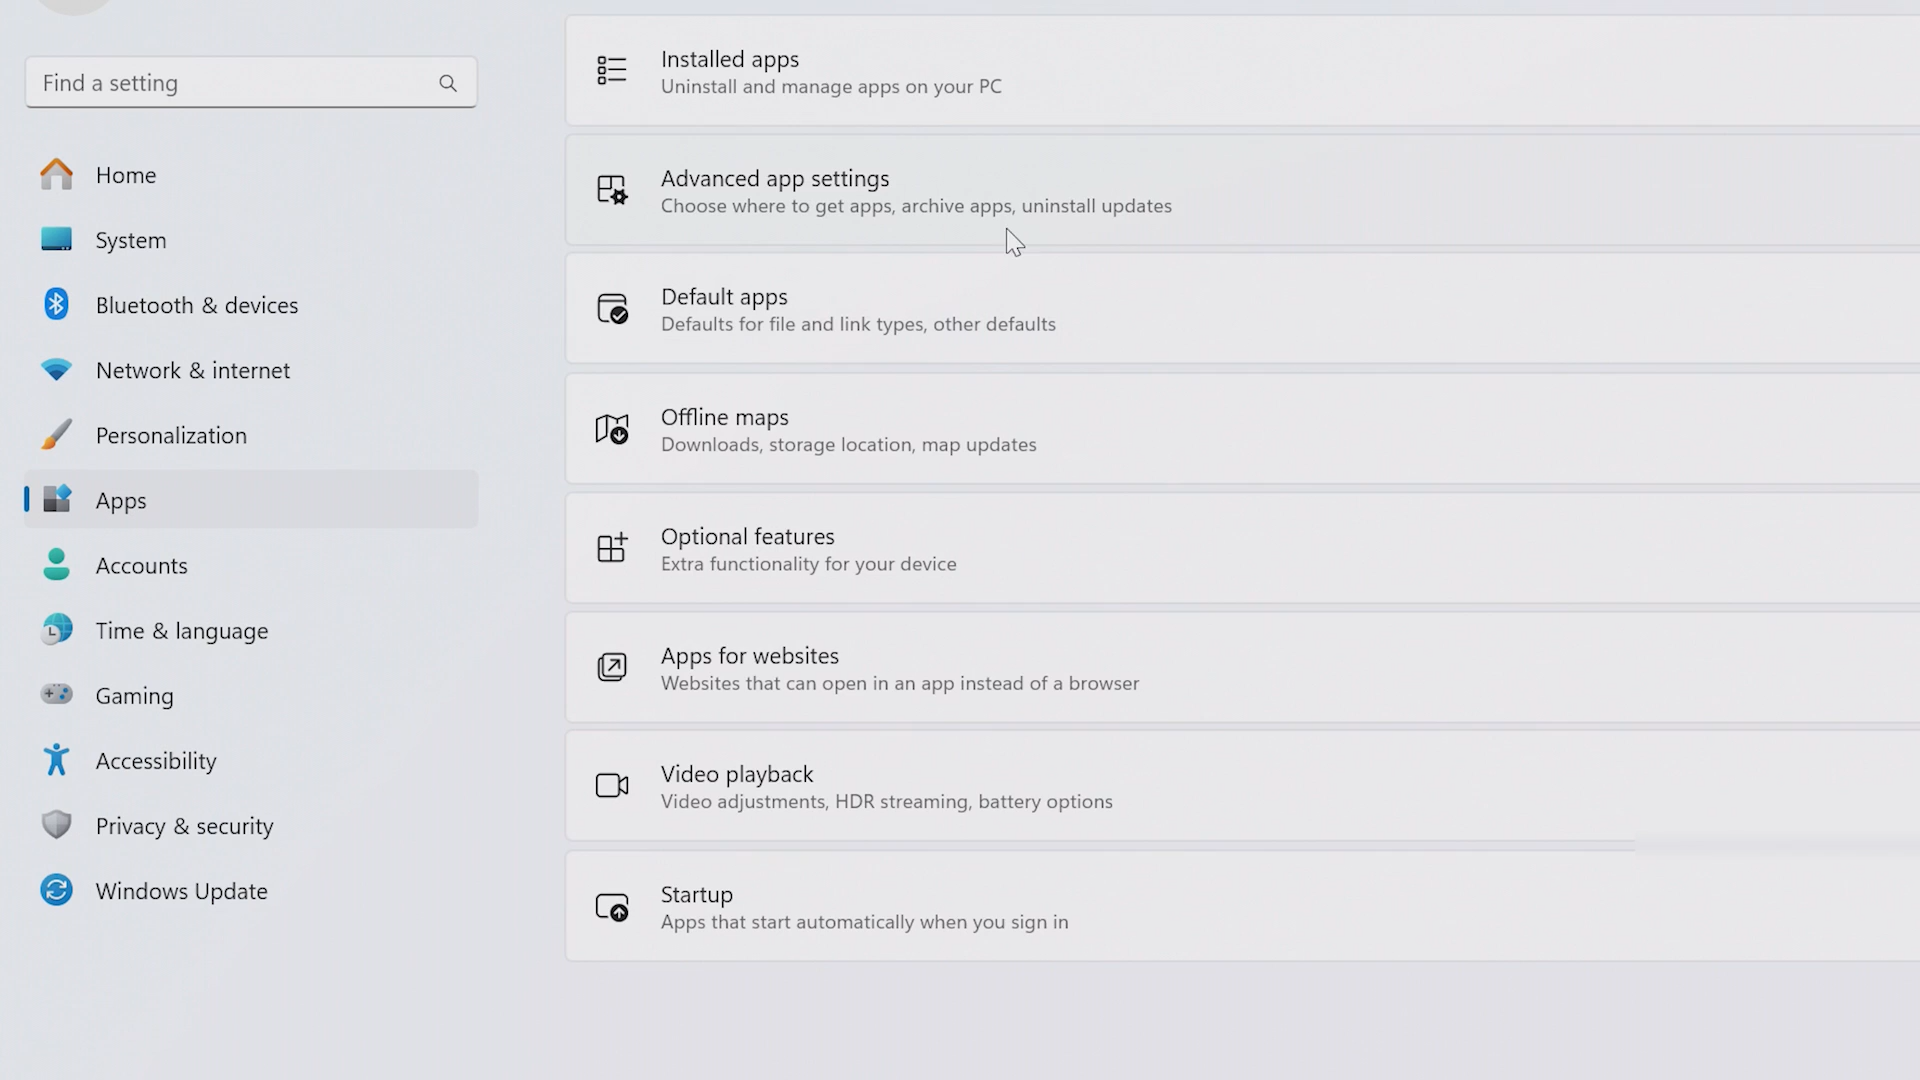 Find a setting
Home
System
Bluetooth & devices
Network & internet
Personalization
Apps
Accounts
Time & language
Gaming
Accessibility
Privacy & security
Windows Update
Installed apps
Uninstall and manage apps on your PC
Advanced app settings
Choose where to get apps, archive apps, uninstall updates
Default apps
Defaults for file and link types, other defaults
Offline maps
Downloads, storage location, map updates
Optional features
Extra functionality for your device
Apps for websites
Websites that can open in an app instead of a browser
Video playback
Video adjustments, HDR streaming, battery options
Startup
Apps that start automatically when you sign in